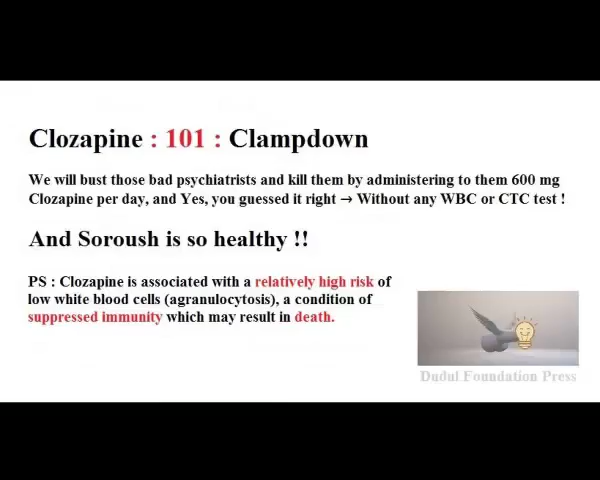 Clozapine : 101 : Clampdown
We will bust those bad psychiatrists and kill them by administering to them 600 mg
Clozapine per day, and Yes, you guessed it right → Without any WBC or CTC test !
And Soroush is so healthy !!
PS : Clozapine is associated with a relatively high risk of
low white blood cells (agranulocytosis), a condition of
suppressed immunity which may result in death.
Dudul Foundation Press